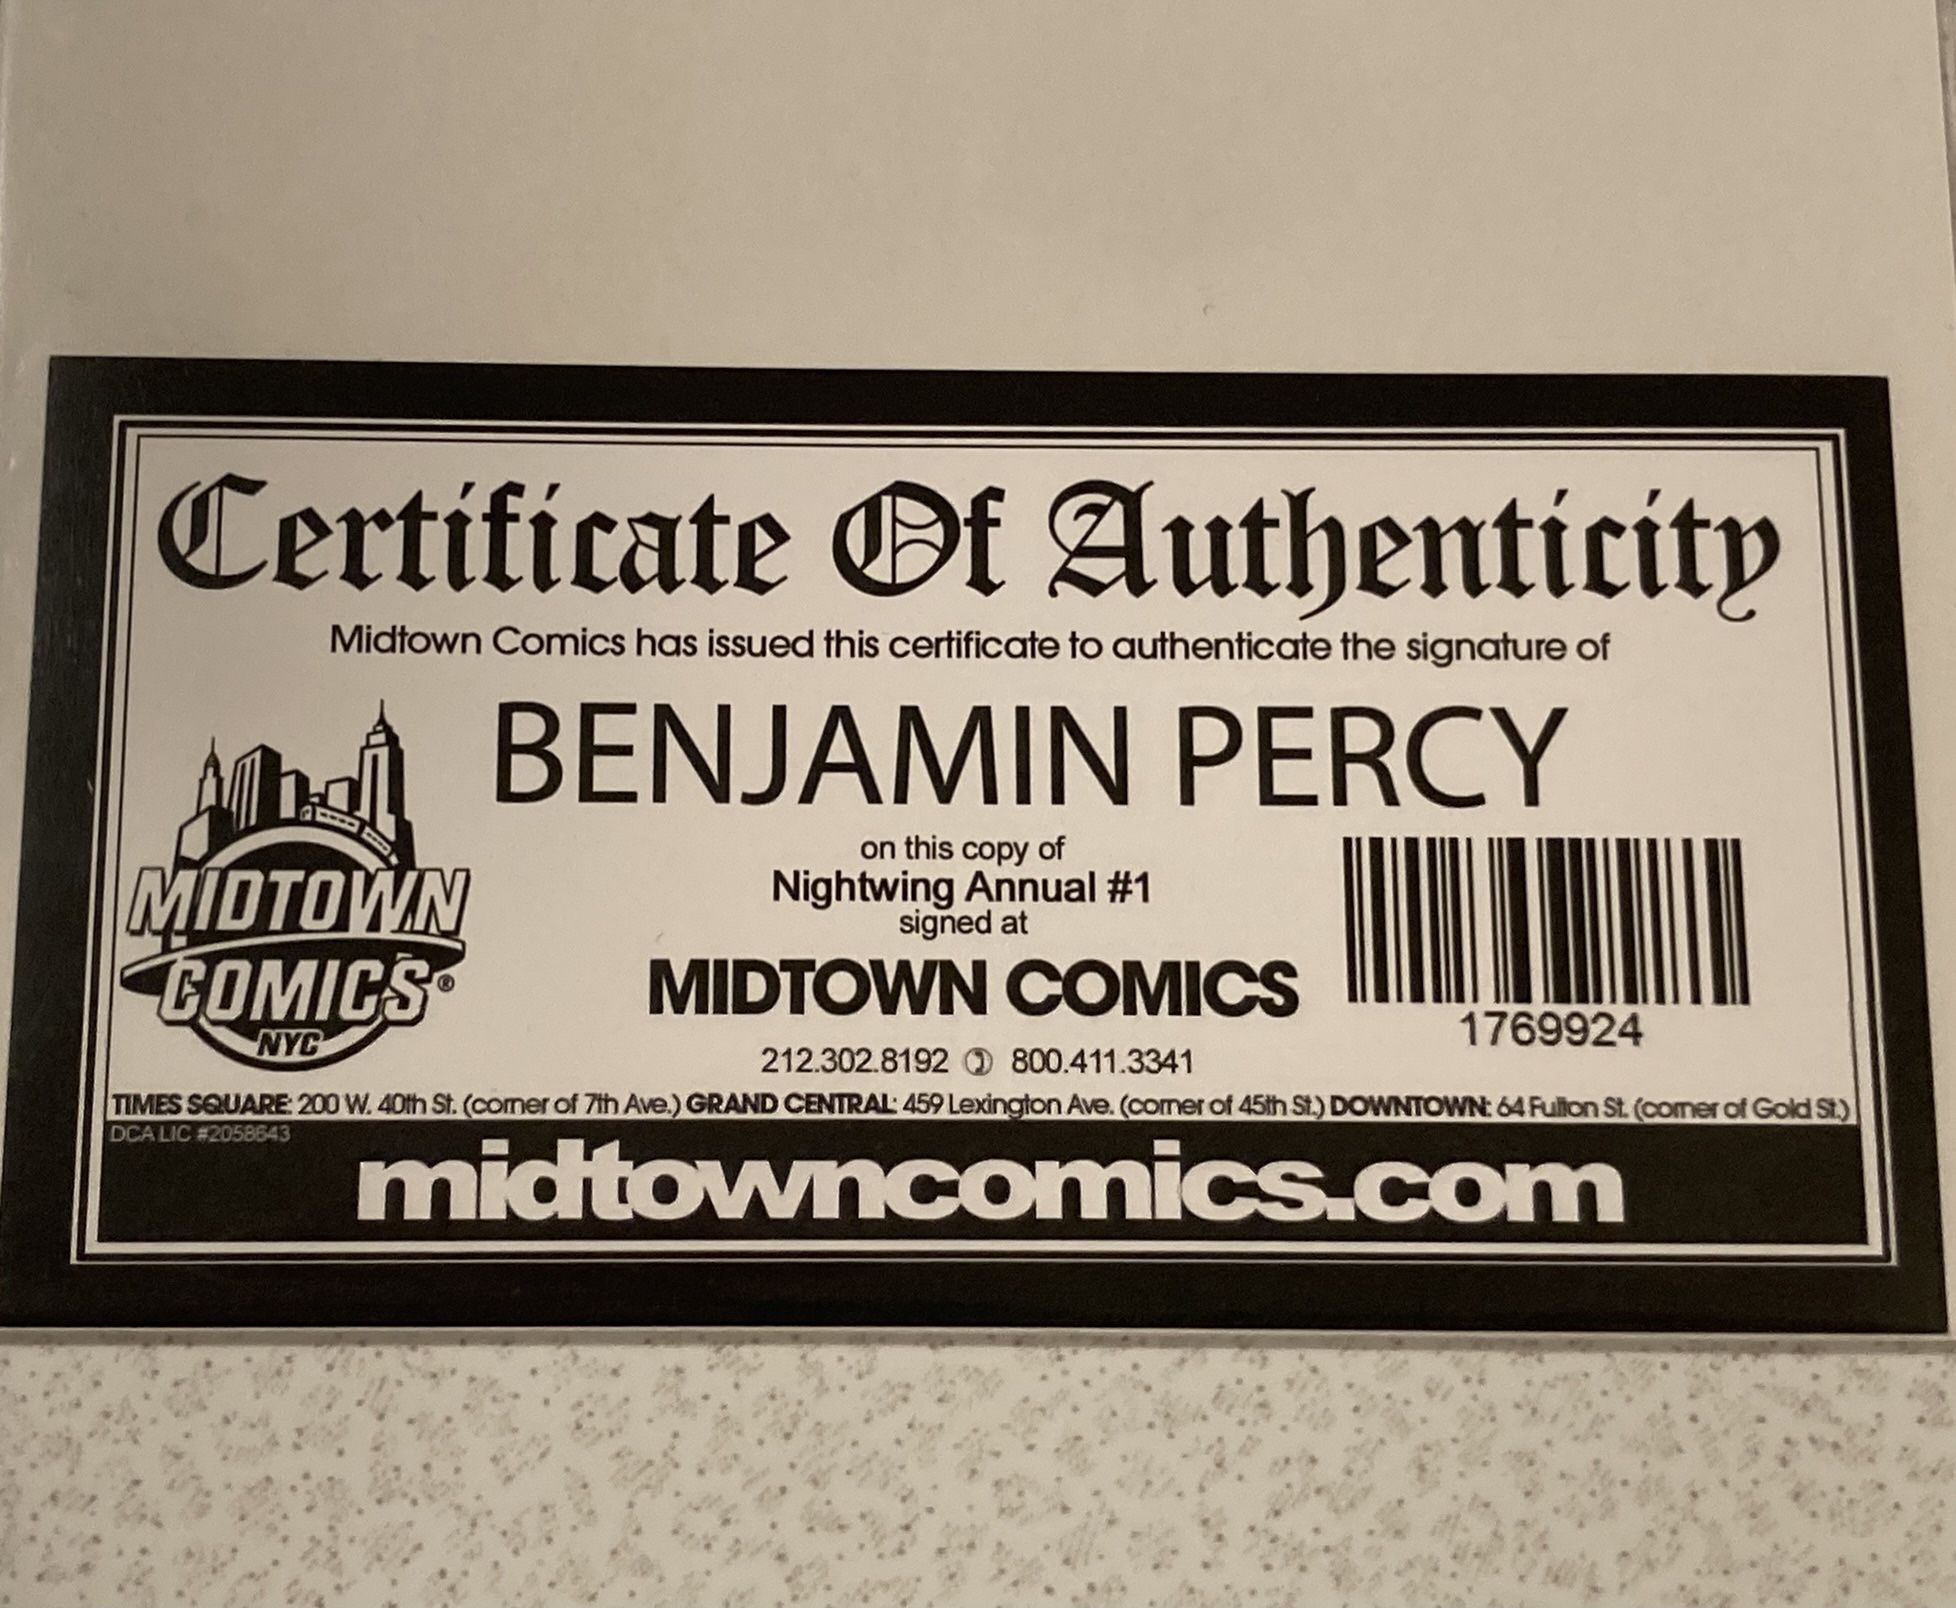 Certificate Of Authenticity
Midtown Comics has issued this certificate to authenticate the signature of
BENJAMIN PERCY
on this copy of
Nightwing Annual #1
signed at
MIDTOWN COMICS
212.302.8192 800.411.3341
MIDTOWN
COMICS®
NYC
1769924
TIMES SQUARE: 200 W. 40th St. (corner of 7th Ave.) GRAND CENTRAL: 459 Lexington Ave. (corner of 45th St.) DOWNTOWN: 64 Fulton St. (corner of Gold St.)
DCA LIC #2058643
midtowncomics.com